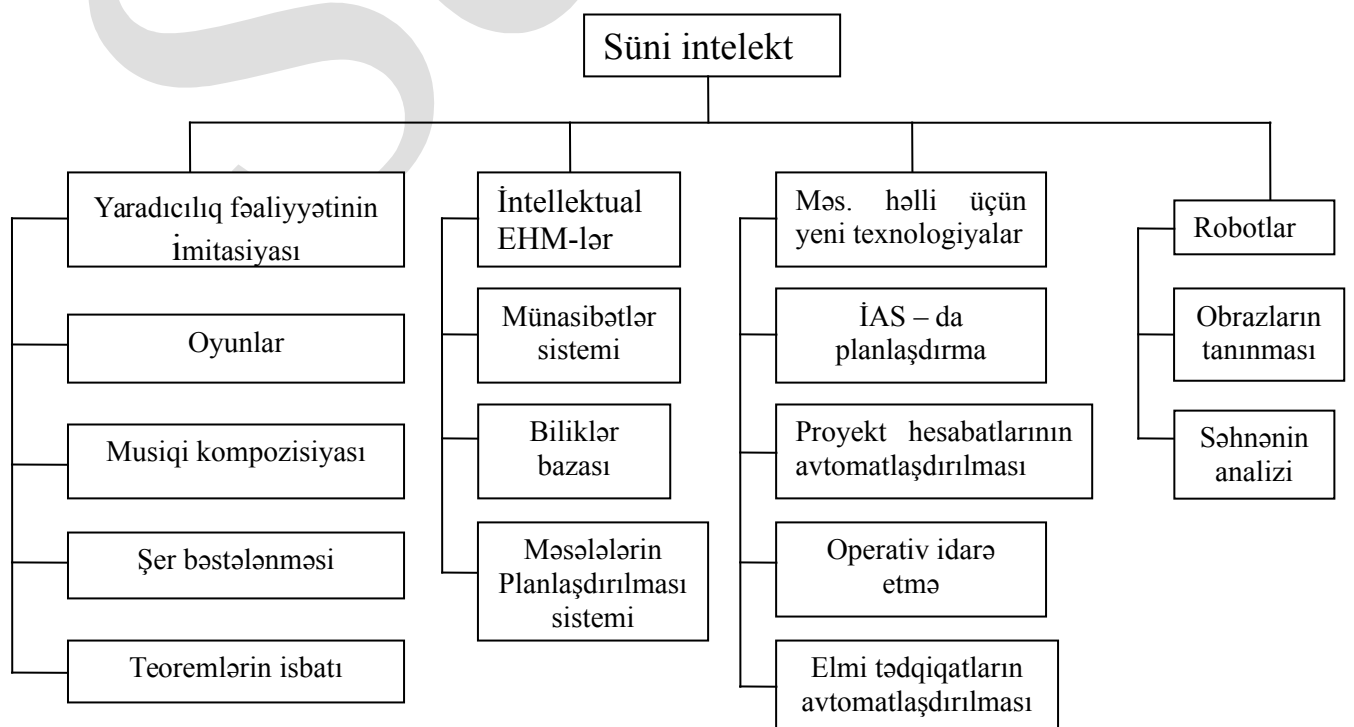 Süni intelekt
Yaradıcılıq fəaliyyətinin
imitasiyası
Oyunlar
Musiqi kompozisiyası
Şer bəstələnməsi
Teoremlərin isbatı
İntellektual
EHM-lər
Münasibətlər
sistemi
Biliklər
bazası
Məsələlərin
Planlaşdırılması
sistemi
Məs. həlli üçün
yeni texnologiyalar
İAS – da
planlaşdırma
Proyekt hesabatlarının
avtomatlaşdırılması
Operativ idarə
etmə
Elmi tədqiqatların
avtomatlaşdırılması
Robotlar
Obrazların
tanınması
Səhnənin
analizi